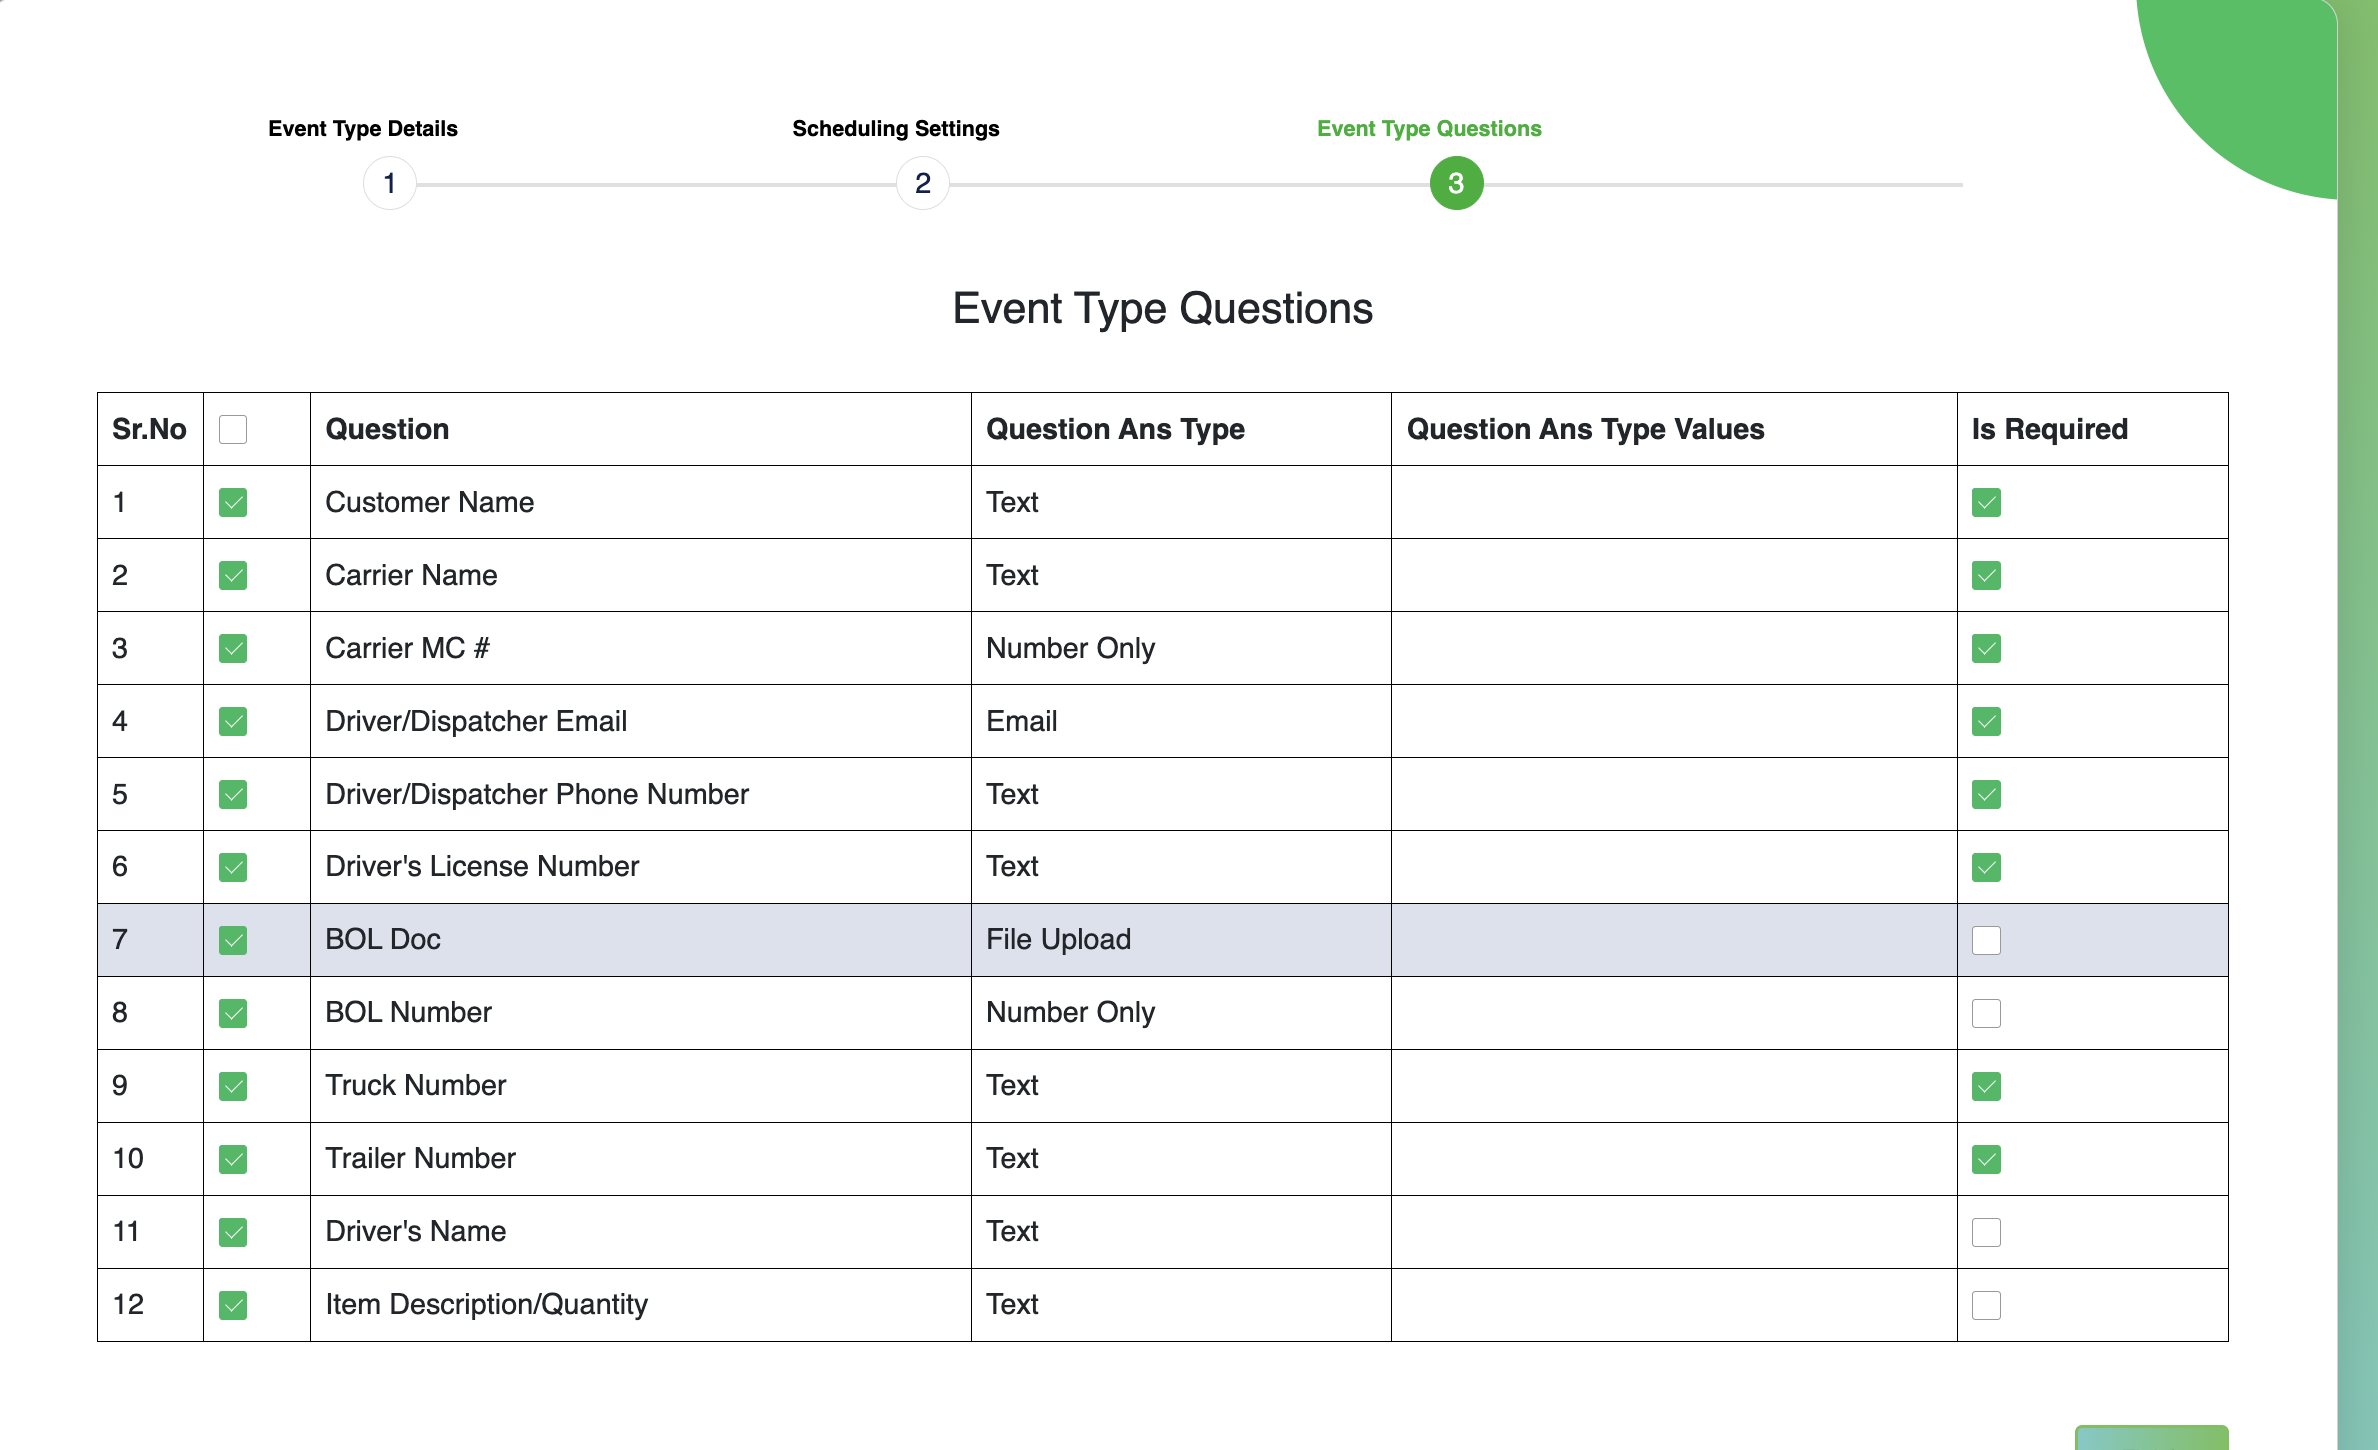 Event Type Details Scheduling Settings Event Type Questions
1 2 3
Event Type Questions
Sr.No Question Question Ans Type Question Ans Type Values Is Required
1 Customer Name Text
2 Carrier Name Text
3 Carrier MC # Number Only
4 Driver/Dispatcher Email Email
5 Driver/Dispatcher Phone Number Text
6 Driver's License Number Text
7 BOL Doc File Upload
8 BOL Number Number Only
9 Truck Number Text
10 Trailer Number Text
11 Driver's Name Text
12 Item Description/Quantity Text